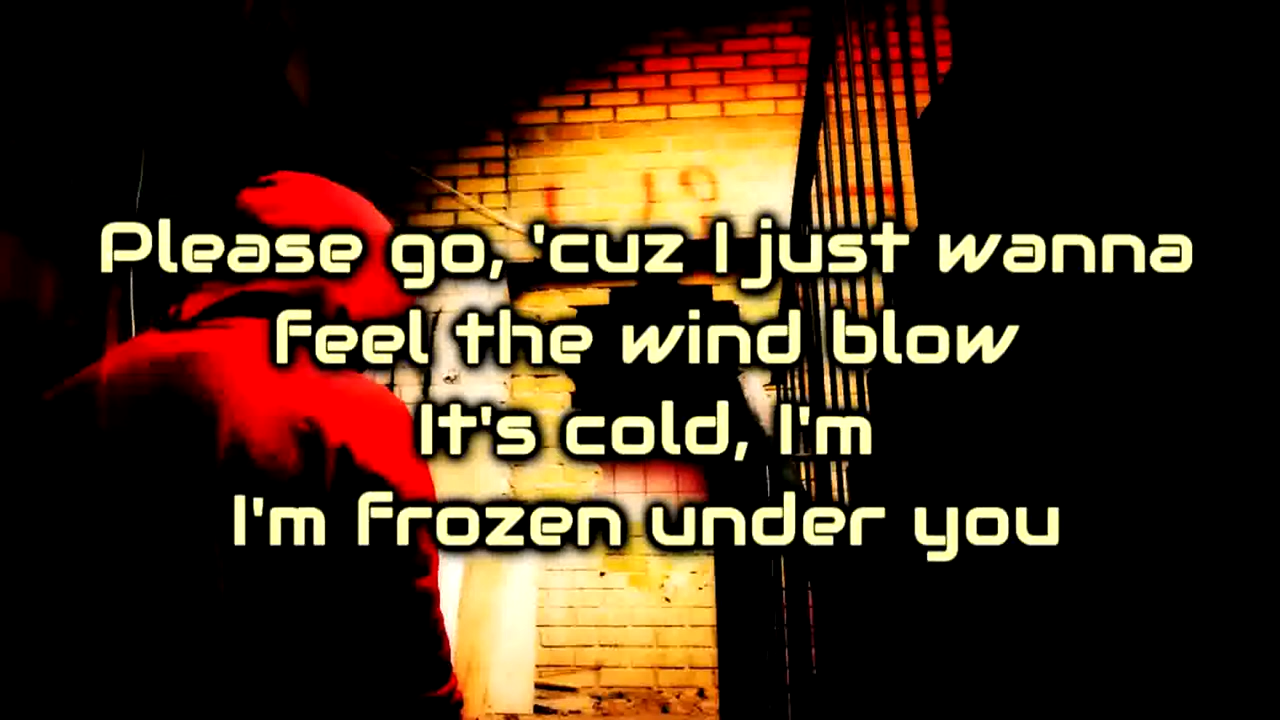 Please go, 'cuz I just wanna
feel the wind blow
It's cold, I'm
I'm frozen under you